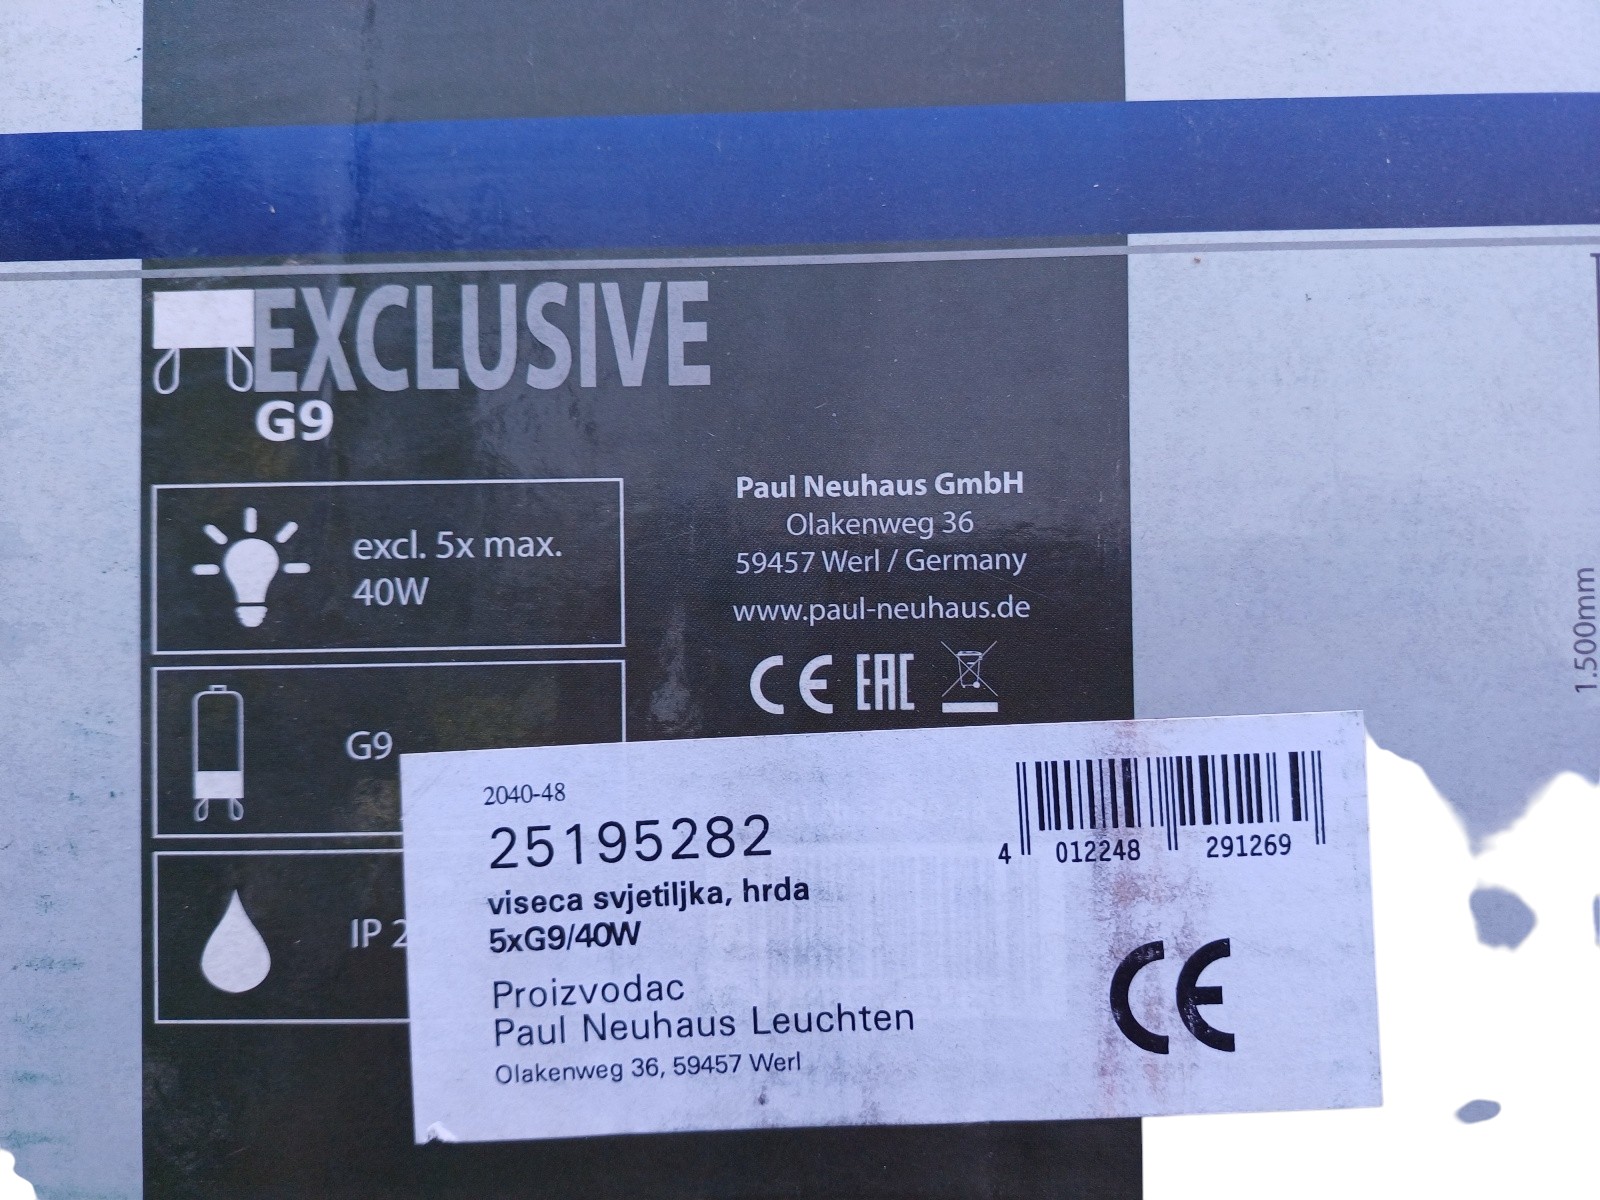 EXCLUSIVE
G9
excl. 5x max.
40W
G9
IP 2
Paul Neuhaus GmbH
Olakenweg 36
59457 Werl / Germany
www.paul-neuhaus.de
CE EAC
1.500mm
2040-48
25195282
viseca svjetiljka, hrda
5xG9/40W
Proizvodac
Paul Neuhaus Leuchten
Olakenweg 36, 59457 Werl
4 012248 291269
CE